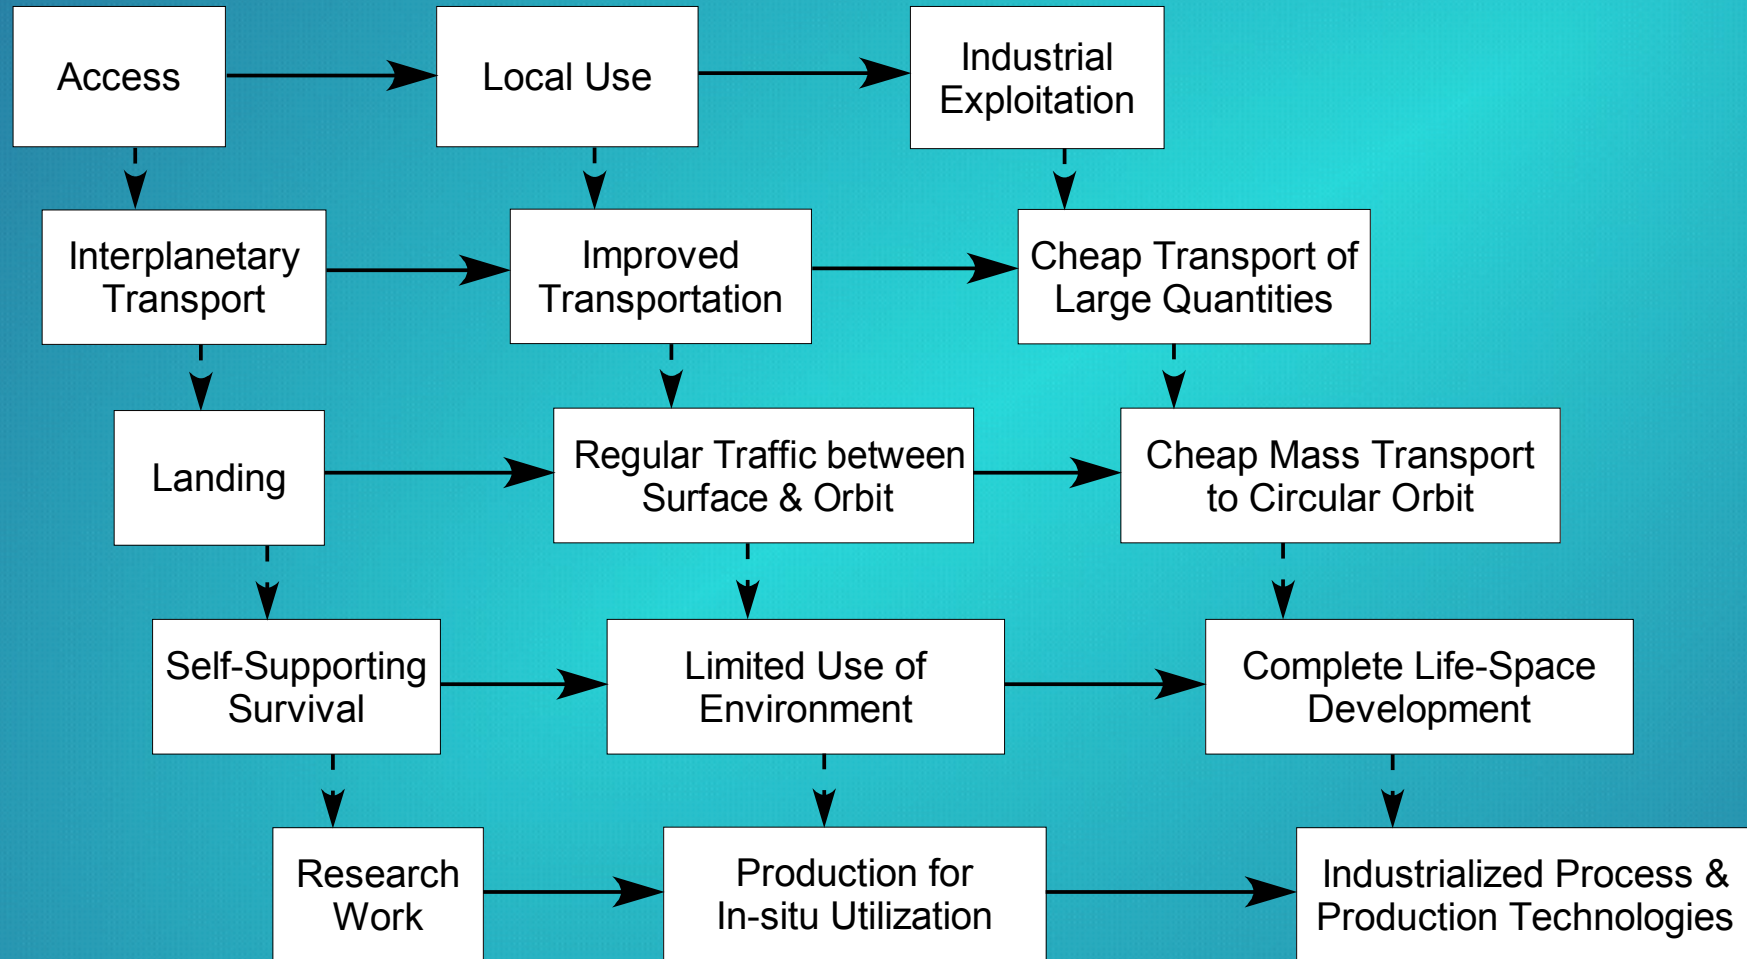 Access
Local Use
Industrial
Exploitation
Interplanetary
Transport
Improved
Transportation
Cheap Transport of
Large Quantities
Landing
Regular Traffic between
Surface & Orbit
Cheap Mass Transport
to Circular Orbit
Self-Supporting
Survival
Limited Use of
Environment
Complete Life-Space
Development
Research
Work
Production for
In-situ Utilization
Industrialized Process &
Production Technologies